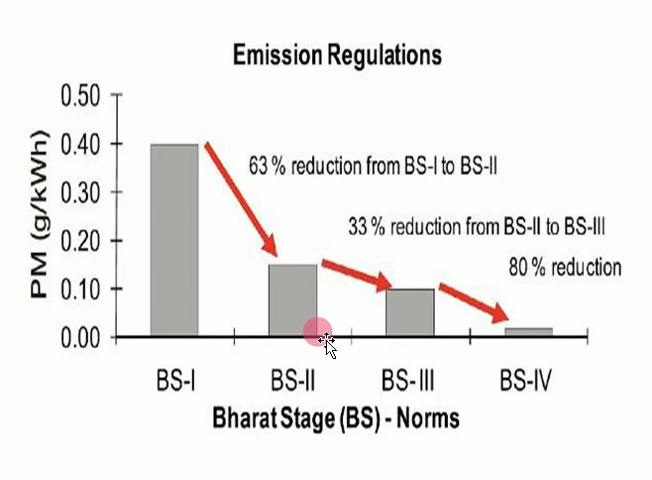 Emission Regulations
0.50
0.40
0.30
0.20
0.10
0.00
PM (g/kWh)
63 % reduction from BS-I to BS-II
33 % reduction from BS-II to BS-III
80 % reduction
BS-I
BS-II
BS-III
BS-IV
Bharat Stage (BS) - Norms